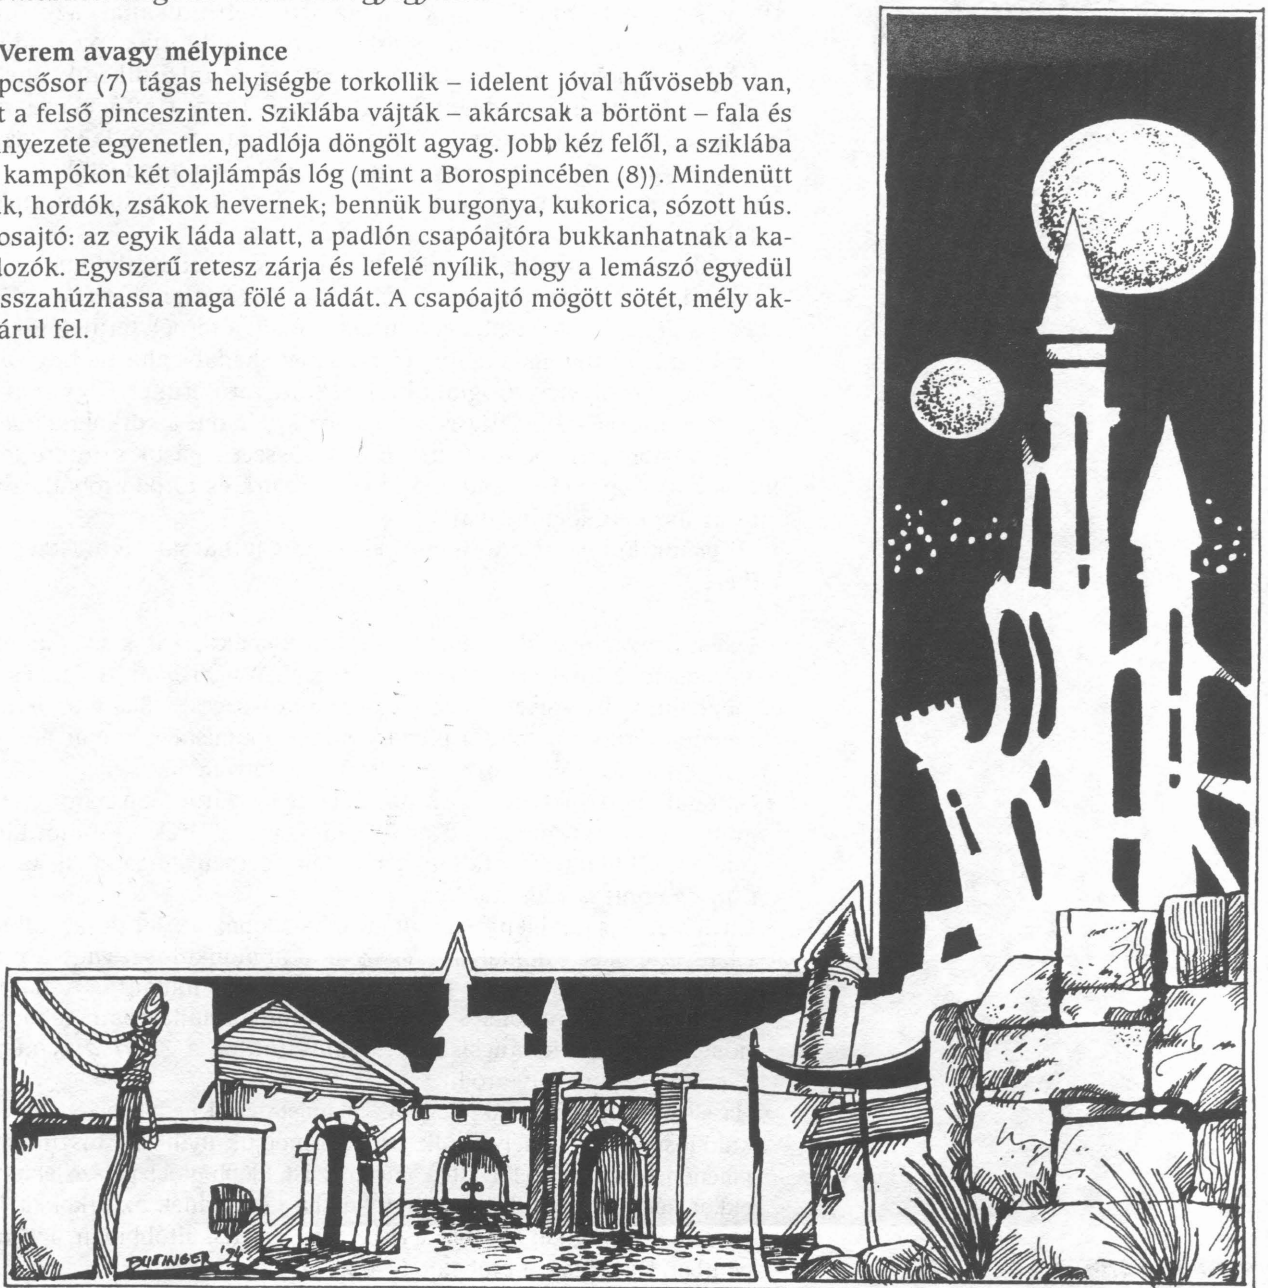 Verem avagy mélypince
pcsősor (7) tágas helyiségbe torkollik – idelent jóval hűvösebb van,
t a felső pinceszinten. Sziklába vájták – akárcsak a börtönt – fala és
nyezete egyenetlen, padlója döngölt agyag. Jobb kéz felől, a sziklába
kampókon két olajlámpás lóg (mint a Borospincében (8)). Mindenütt
k, hordók, zsákok hevernek; bennük burgonya, kukorica, sózott hús.
osajtó: az egyik láda alatt, a padlón csapóajtóra bukkanhatnak a ka-
lozók. Egyszerű retesz zárja és lefelé nyílik, hogy a lemászó egyedül
sszahúzhassa maga fölé a ládát. A csapóajtó mögött sötét, mély ak-
árul fel.